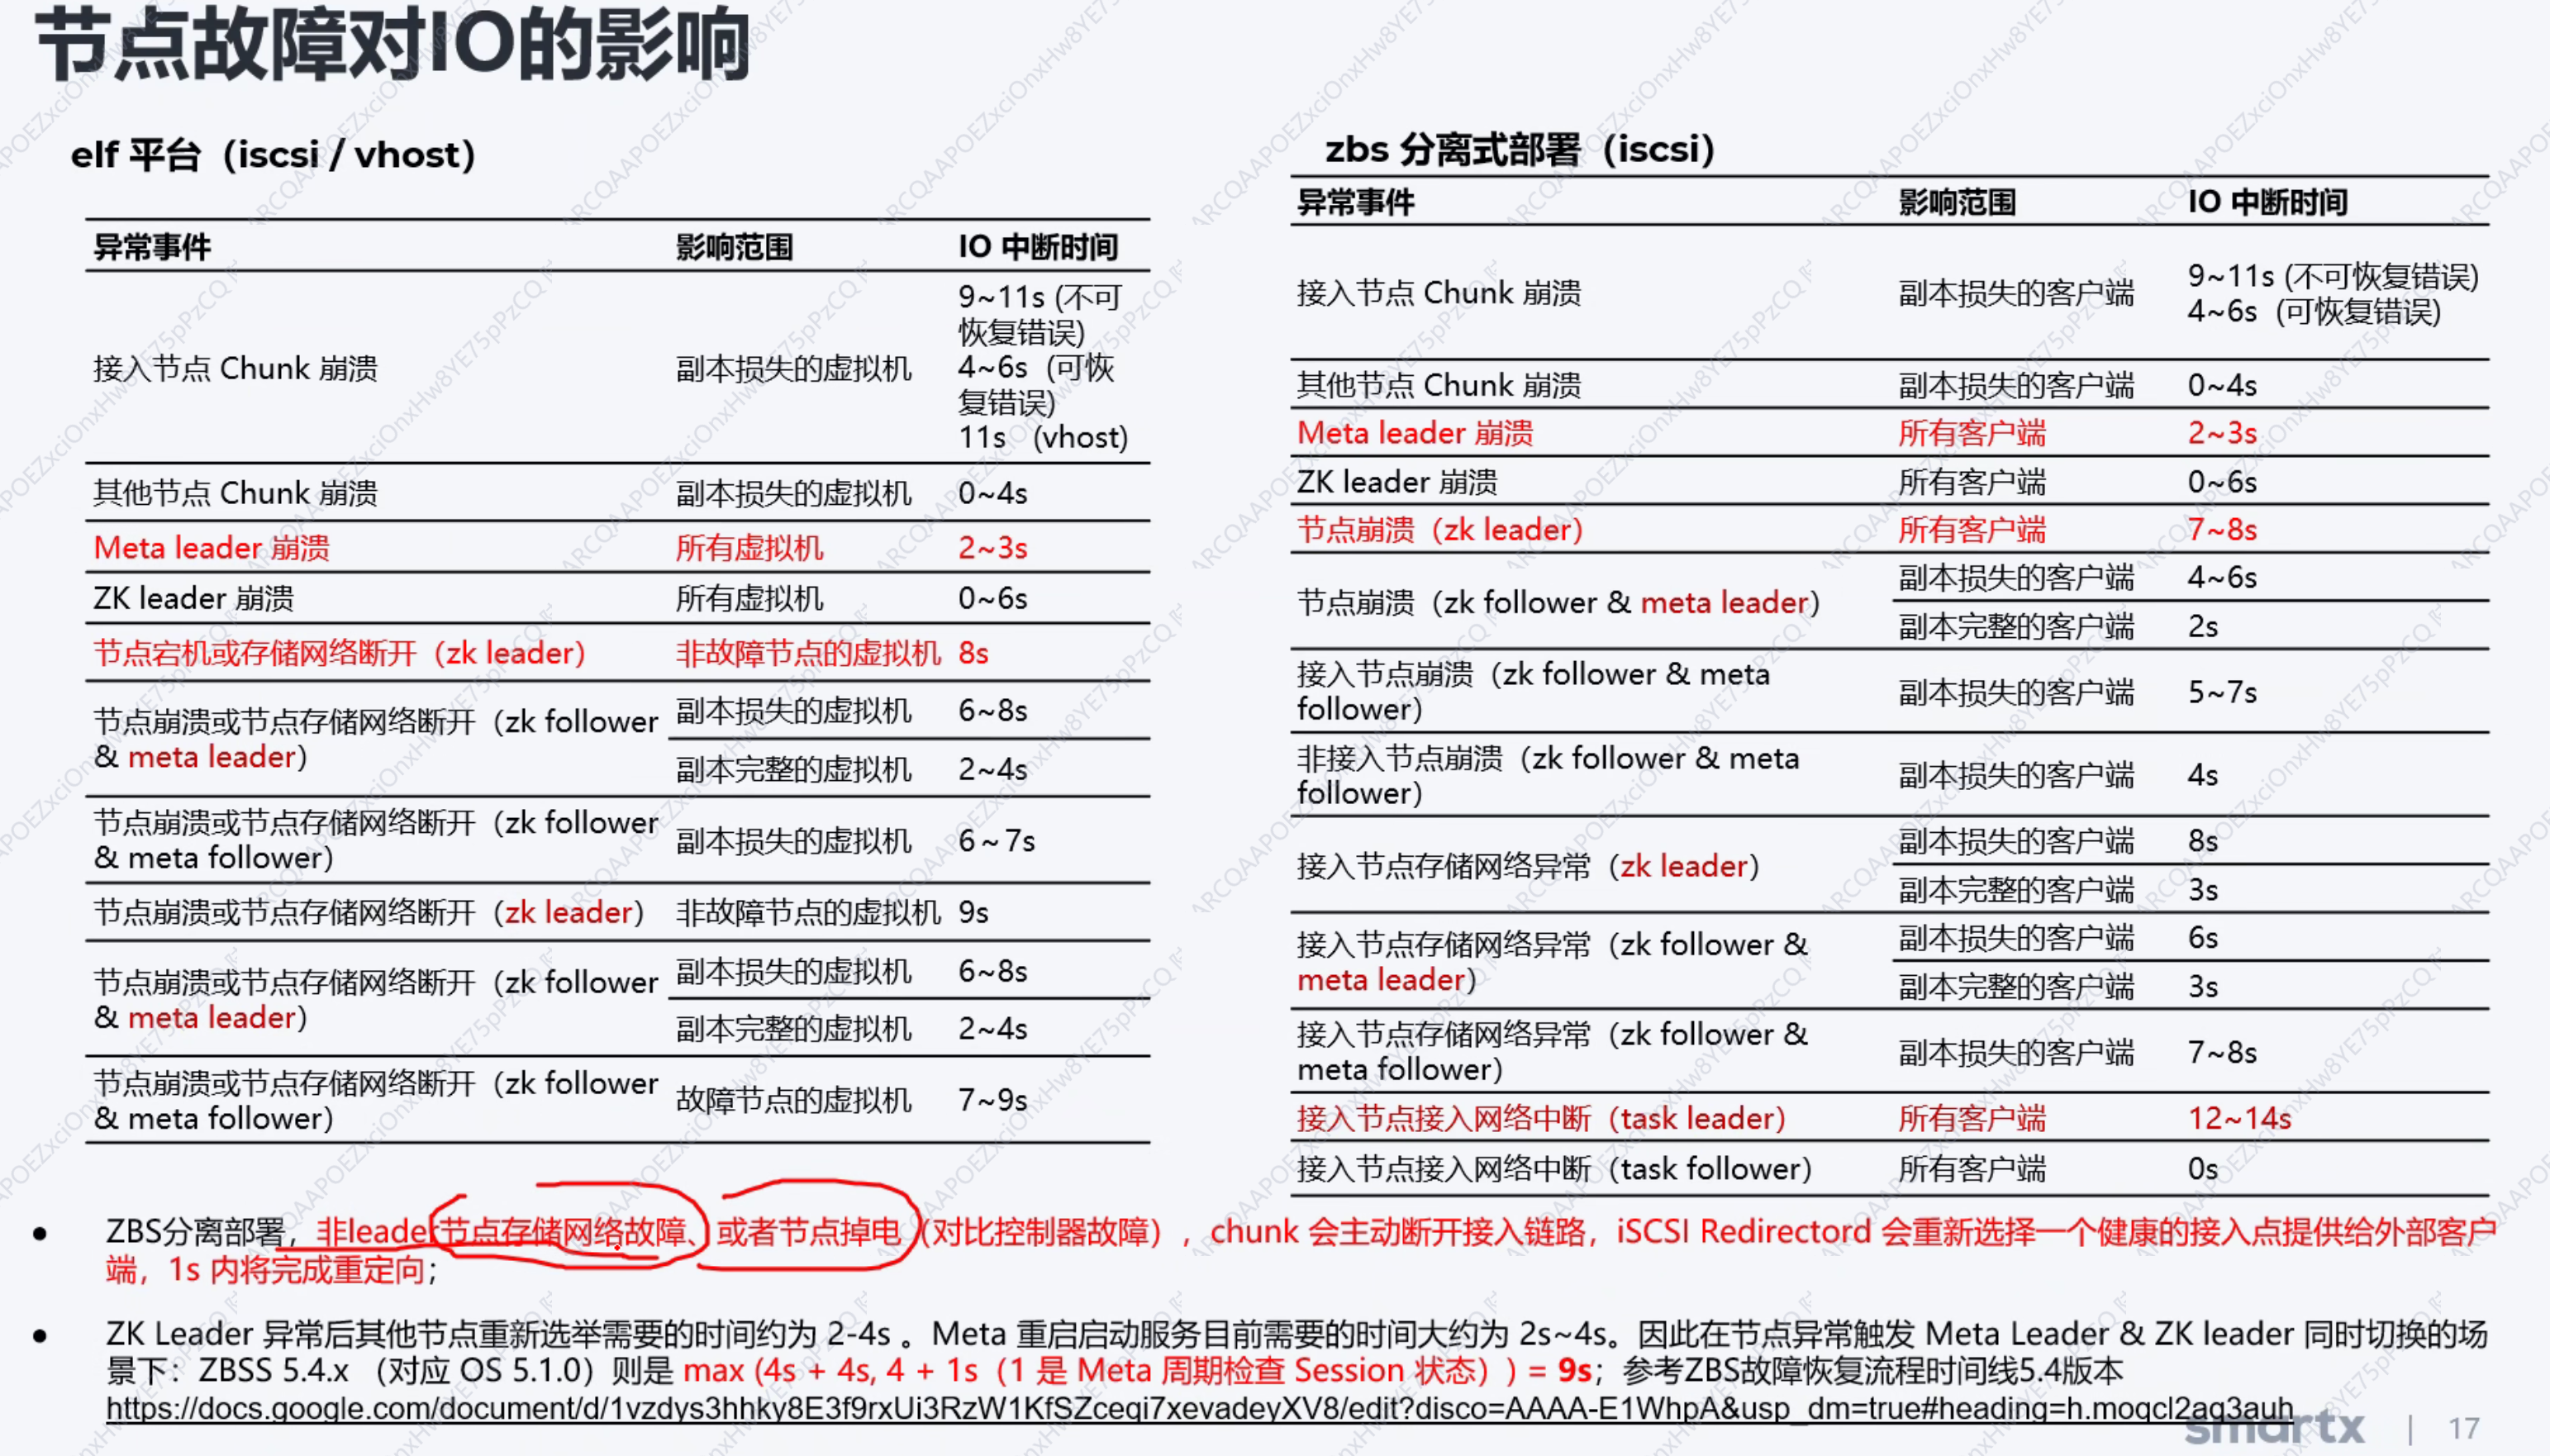 节点故障对IO的影响
elf 平台（iscsi / vhost）
异常事件 影响范围 IO 中断时间
接入节点 Chunk 崩溃 副本损失的虚拟机 9~11s (不可
恢复错误)
4~6s（可恢
复错误)
11s （vhost)
其他节点 Chunk 崩溃 副本损失的虚拟机 0~4s
Meta leader 崩溃 所有虚拟机 2~3s
ZK leader 崩溃 所有虚拟机 0~6s
节点宕机或存储网络断开（zk leader） 非故障节点的虚拟机 8s
节点崩溃或节点存储网络断开（zk follower
& meta leader）
副本损失的虚拟机 6~8s
副本完整的虚拟机 2~4s
节点崩溃或节点存储网络断开（zk follower
& meta follower） 副本损失的虚拟机 6 ~ 7s
节点崩溃或节点存储网络断开（zk leader） 非故障节点的虚拟机 9s
节点崩溃或节点存储网络断开（zk follower
& meta leader）
副本损失的虚拟机 6~8s
副本完整的虚拟机 2~4s
节点崩溃或节点存储网络断开（zk follower
& meta follower） 故障节点的虚拟机 7~9s
zbs 分离式部署（iscsi）
异常事件 影响范围 IO 中断时间
接入节点 Chunk 崩溃 副本损失的客户端 9~11s (不可恢复错误)
4~6s（可恢复错误)
其他节点 Chunk 崩溃 副本损失的客户端 0~4s
Meta leader 崩溃 所有客户端 2~3s
ZK leader 崩溃 所有客户端 0~6s
节点崩溃（zk leader） 所有客户端 7~8s
节点崩溃（zk follower & meta leader）
副本损失的客户端 4~6s
副本完整的客户端 2s
接入节点崩溃（zk follower & meta
follower） 副本损失的客户端 5~7s
非接入节点崩溃（zk follower & meta
follower） 副本损失的客户端 4s
接入节点存储网络异常（zk leader）
副本损失的客户端 8s
副本完整的客户端 3s
接入节点存储网络异常（zk follower &
meta leader）
副本损失的客户端 6s
副本完整的客户端 3s
接入节点存储网络异常（zk follower &
meta follower） 副本损失的客户端 7~8s
接入节点接入网络中断（task leader） 所有客户端 12~14s
接入节点接入网络中断（task follower） 所有客户端 0s
● ZBS分离部署，非leader节点存储网络故障、或者节点掉电（对比控制器故障），chunk 会主动断开接入链路，iSCSI Redirectord 会重新选择一个健康的接入点提供给外部客户
端，1s 内将完成重定向；
● ZK Leader 异常后其他节点重新选举需要的时间约为 2-4s 。Meta 重启启动服务目前需要的时间大约为 2s~4s。因此在节点异常触发 Meta Leader & ZK leader 同时切换的场
景下：ZBSS 5.4.x （对应 OS 5.1.0）则是 max (4s + 4s, 4 + 1s（1 是 Meta 周期检查 Session 状态）) = 9s；参考ZBS故障恢复流程时间线5.4版本
https://docs.google.com/document/d/1vzdys3hhky8E3f9rxUi3RzW1KfSZceqi7xevadeyXV8/edit?disco=AAAA-E1WhpA&usp_dm=true#heading=h.moqcl2aq3auh
smartx | 17